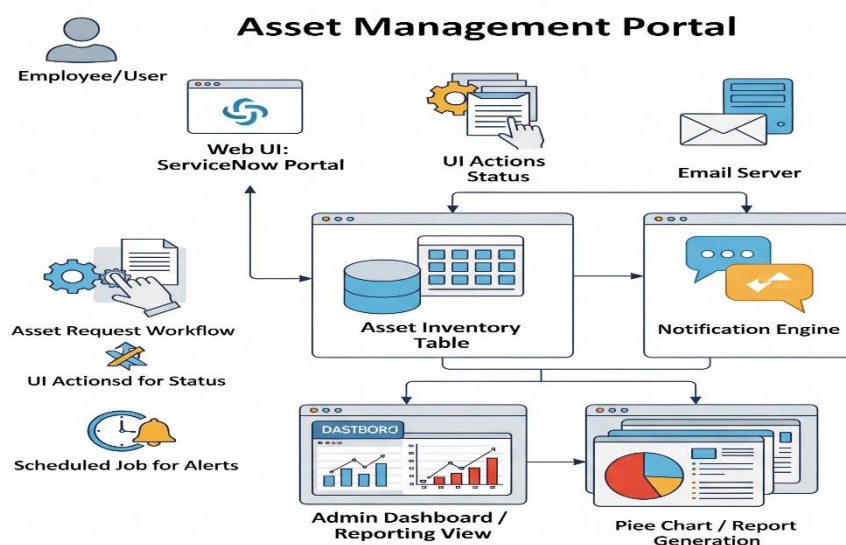 Asset Management Portal
Employee/User
Web UI:
ServiceNow Portal
UI Actions
Status
Email Server
Asset Request Workflow
UI Actionsd for Status
Scheduled Job for Alerts
Asset Inventory
Table
Notification Engine
DASTBORJ
Admin Dashboard /
Reporting View
Piee Chart / Report
Generation